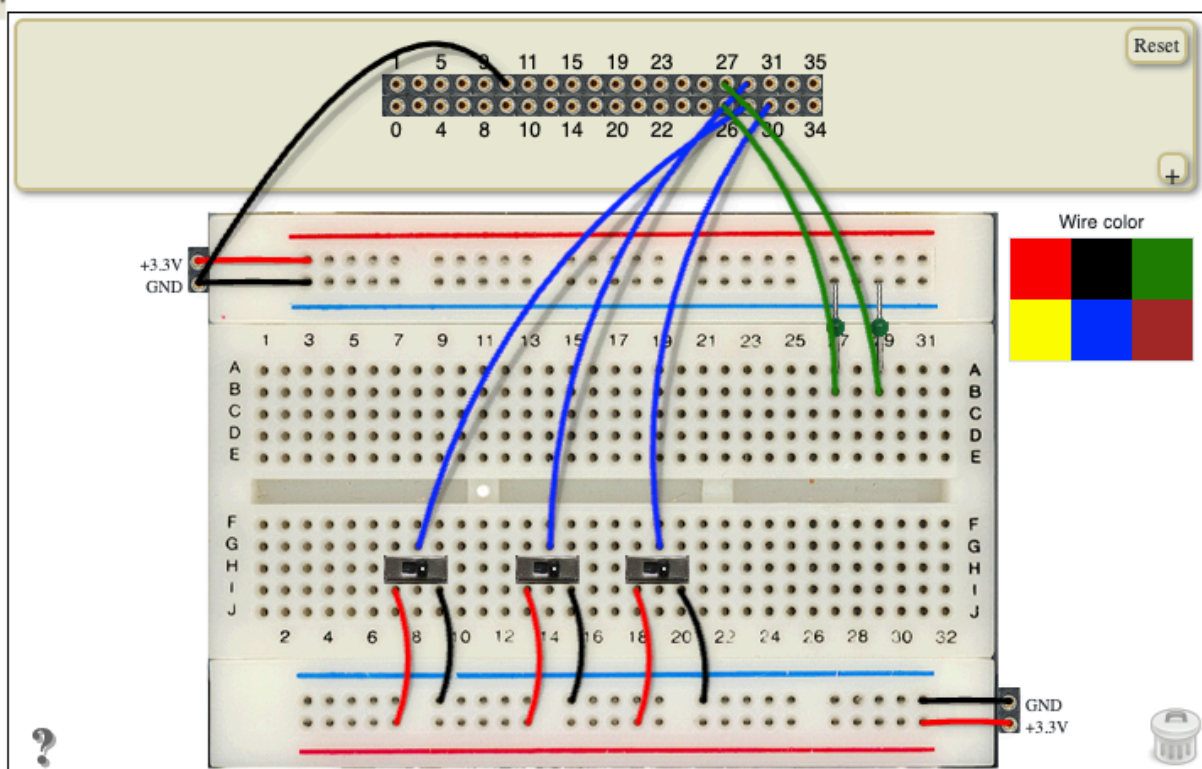 Reset
1 5 9 11 15 19 23 27 31 35
0 4 8 10 14 20 22 26 30 34
+
Wire color
+3.3V
GND
1 3 5 7 9 11 13 15 17 19 21 23 25 27 29 31
A A
B B
C C
D D
E E
F F
G G
H H
I I
J J
2 4 6 8 10 12 14 16 18 20 22 24 26 28 30 32
GND
+3.3V
?